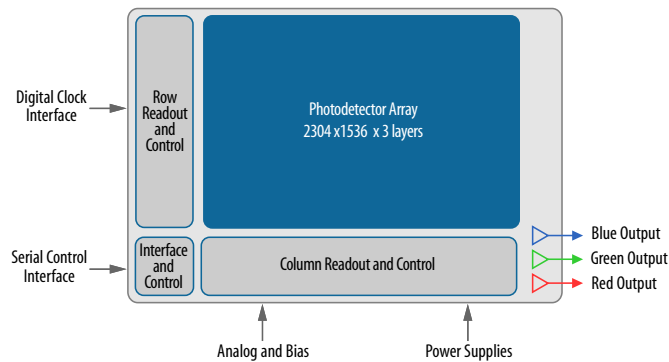 Digital Clock
Interface
Row
Readout
and
Control
Photodetector Array
2304 x1536 x 3 layers
Serial Control
Interface
Interface
and
Control
Column Readout and Control
Blue Output
Green Output
Red Output
Analog and Bias
Power Supplies